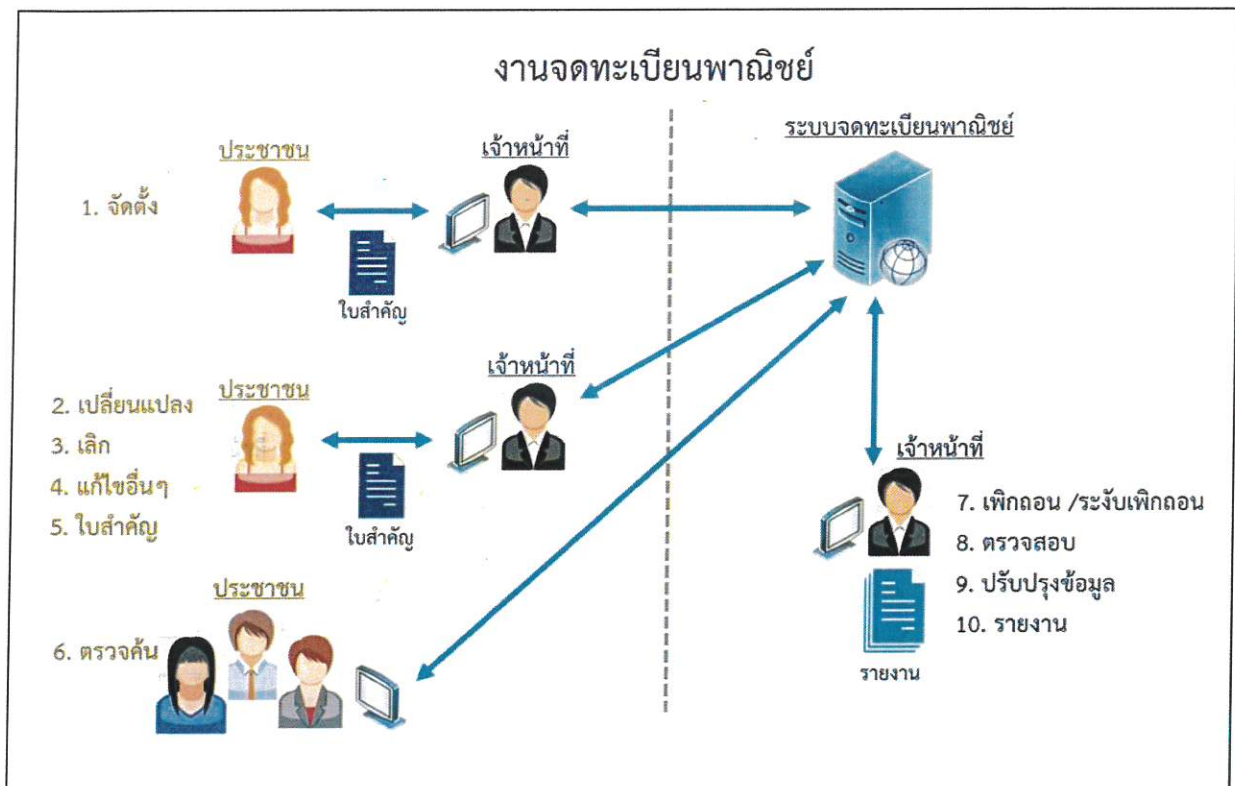 งานจดทะเบียนพาณิชย์
ระบบจดทะเบียนพาณิชย์
ประชาชน
เจ้าหน้าที่
1. จัดตั้ง
ใบสำคัญ
ประชาชน
เจ้าหน้าที่
2. เปลี่ยนแปลง
3. เลิก
4. แก้ไขอื่นๆ
5. ใบสำคัญ
ใบสำคัญ
ประชาชน
6. ตรวจค้น
เจ้าหน้าที่
7. เพิกถอน /ระงับเพิกถอน
8. ตรวจสอบ
9. ปรับปรุงข้อมูล
10. รายงาน
รายงาน